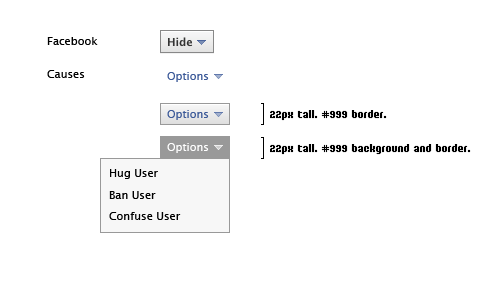 Facebook Hide
Causes Options
Options 22px tall. #999 border.
Options 22px tall. #999 background and border.
Hug User
Ban User
Confuse User